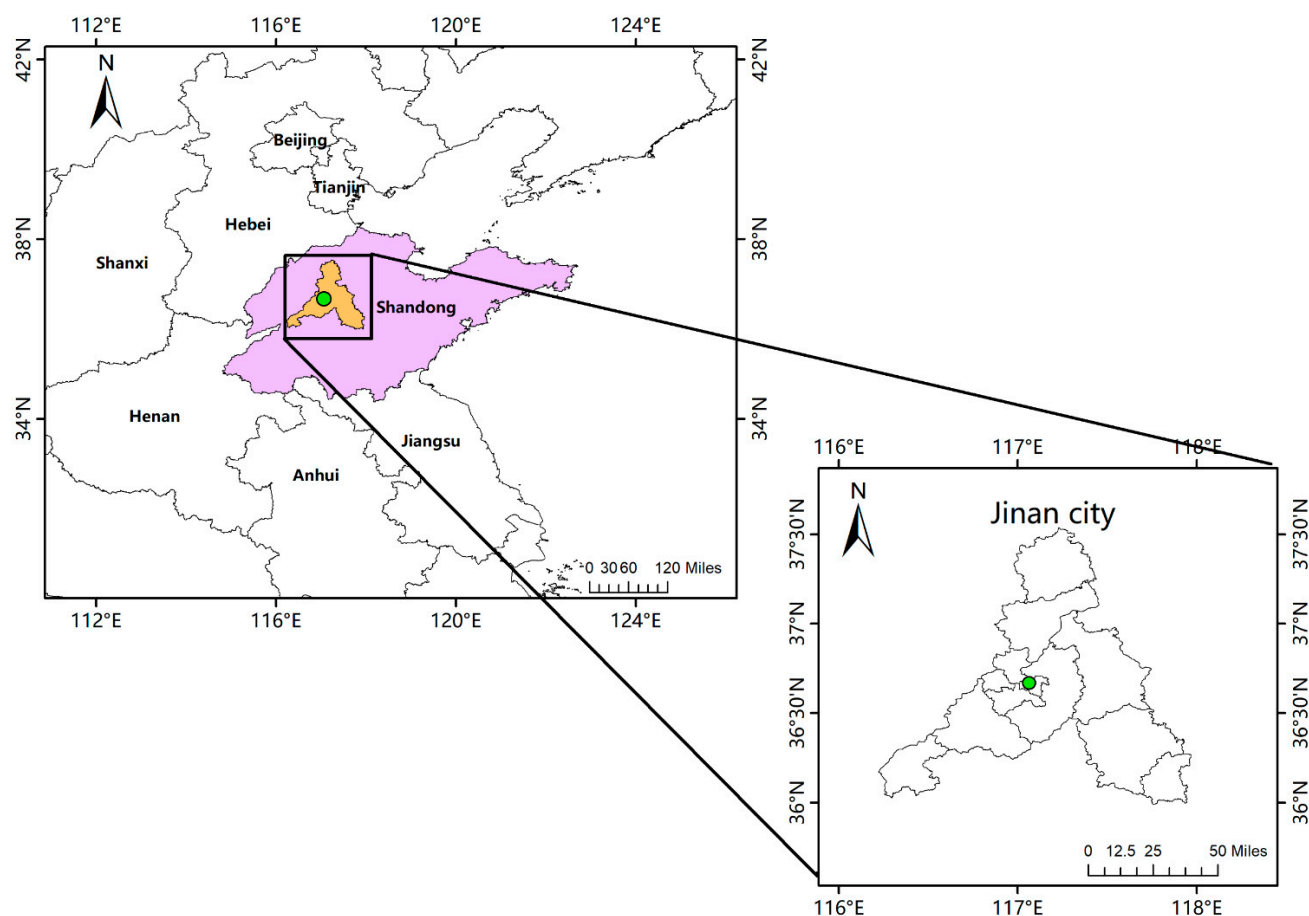 112°E 116°E 120°E 124°E
42°N 42°N
N
Beijing
Tianjin
Hebei
38°N 38°N
Shanxi
Shandong
34°N 34°N
Henan
Jiangsu
Anhui
0 30 60 120 Miles
112°E 116°E 120°E 124°E
116°E 117°E 118°E
N
Jinan city
37°30'N 37°30'N
37°N 37°N
36°30'N 36°30'N
36°N 36°N
0 12.5 25 50 Miles
116°E 117°E 118°E